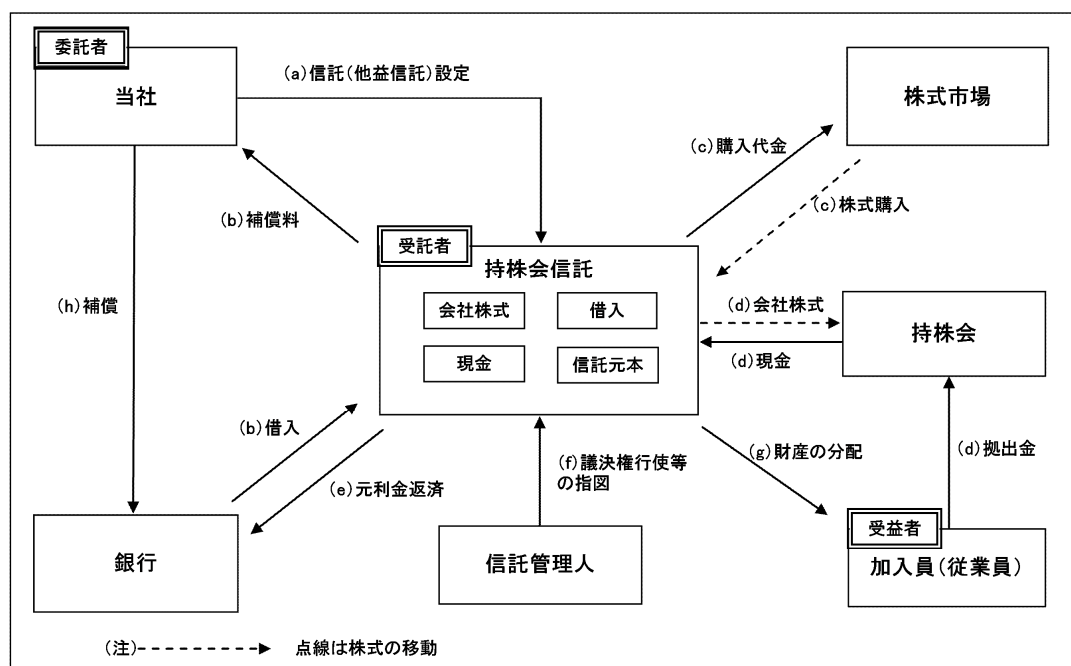 委託者
当社
(a)信託(他益信託)設定
株式市場
(c)購入代金
(b)補償料
(c)株式購入
受託者
持株会信託
会社株式
借入
現金
信託元本
(h)補償
(d)会社株式
(d)現金
持株会
(b)借入
(e)元利金返済
(f)議決権行使等
の指図
(g)財産の分配
(d)拠出金
銀行
信託管理人
受益者
加入員(従業員)
(注)
点線は株式の移動